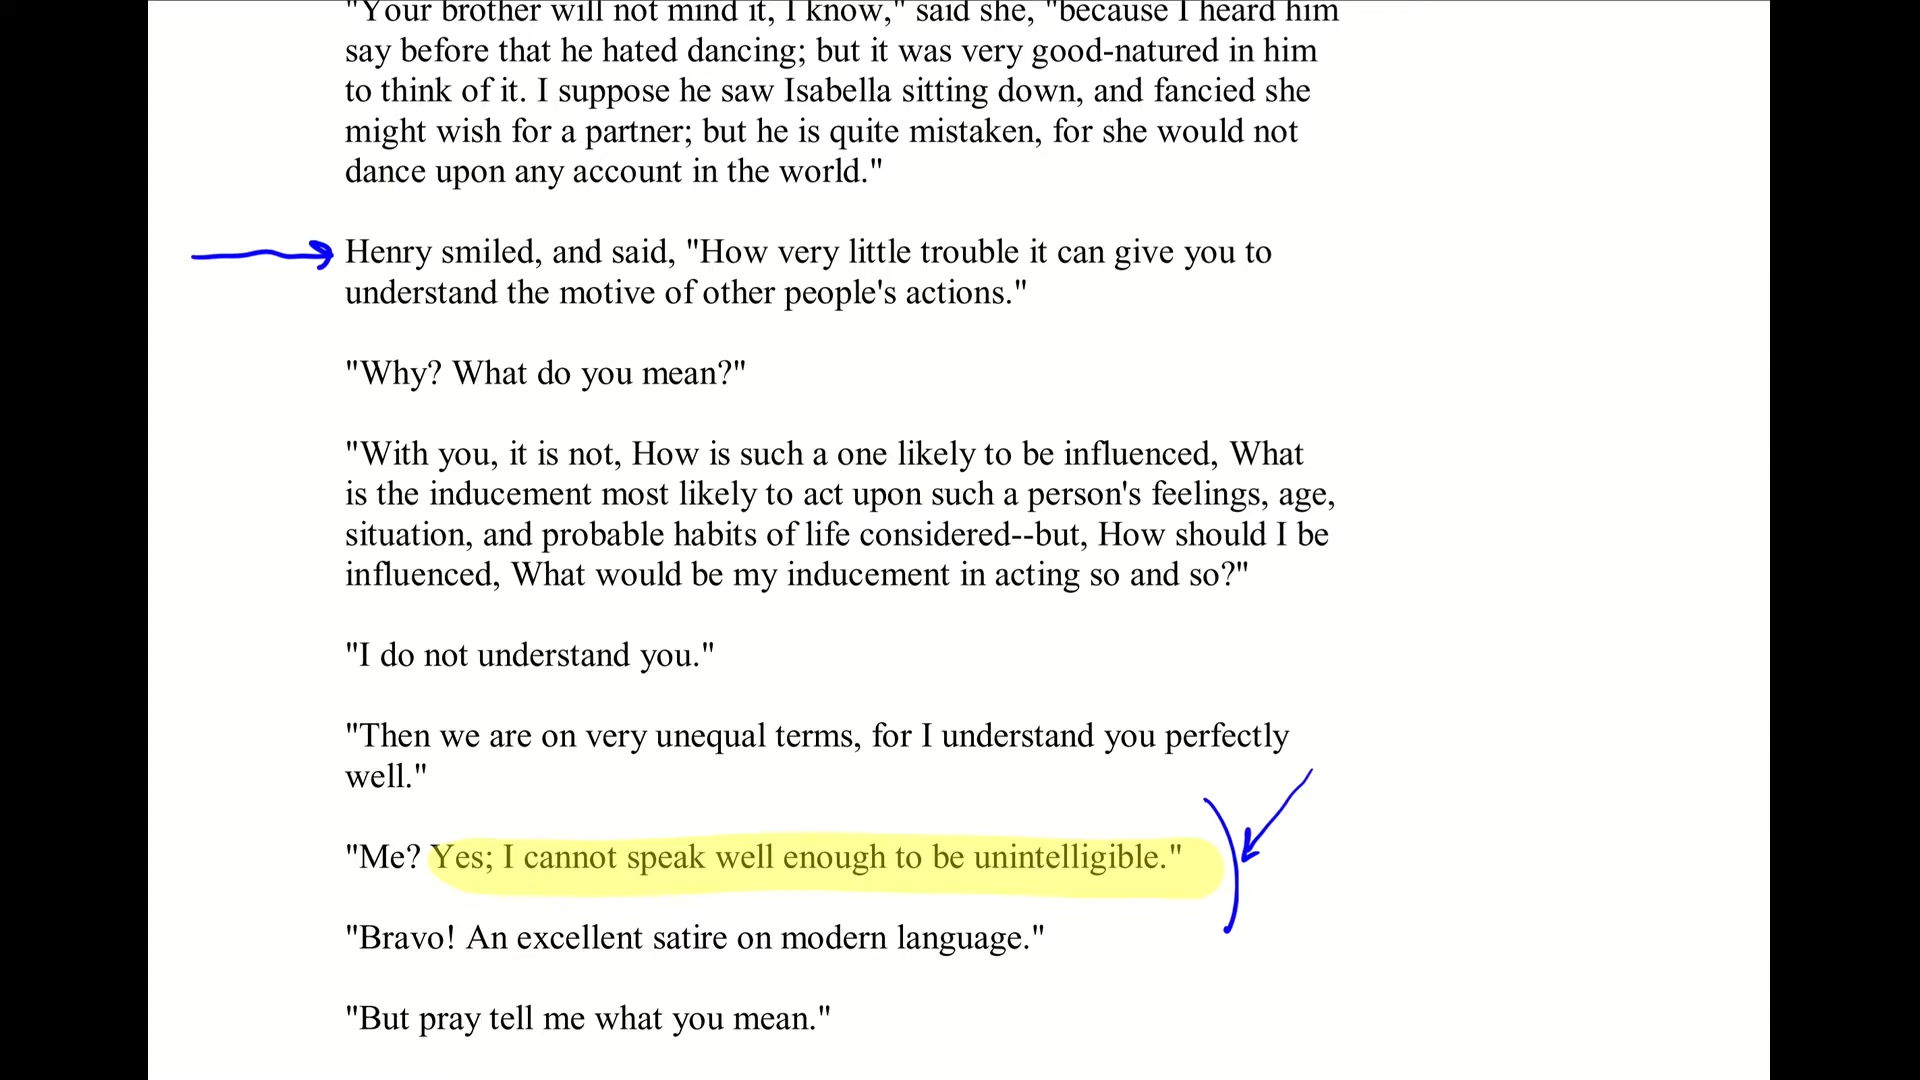 "Your brother will not mind it, I know," said she, "because I heard him
say before that he hated dancing; but it was very good-natured in him
to think of it. I suppose he saw Isabella sitting down, and fancied she
might wish for a partner; but he is quite mistaken, for she would not
dance upon any account in the world."
Henry smiled, and said, "How very little trouble it can give you to
understand the motive of other people's actions."
"Why? What do you mean?"
"With you, it is not, How is such a one likely to be influenced, What
is the inducement most likely to act upon such a person's feelings, age,
situation, and probable habits of life considered--but, How should I be
influenced, What would be my inducement in acting so and so?"
"I do not understand you."
"Then we are on very unequal terms, for I understand you perfectly
well."
"Me? Yes; I cannot speak well enough to be unintelligible."
"Bravo! An excellent satire on modern language."
"But pray tell me what you mean."